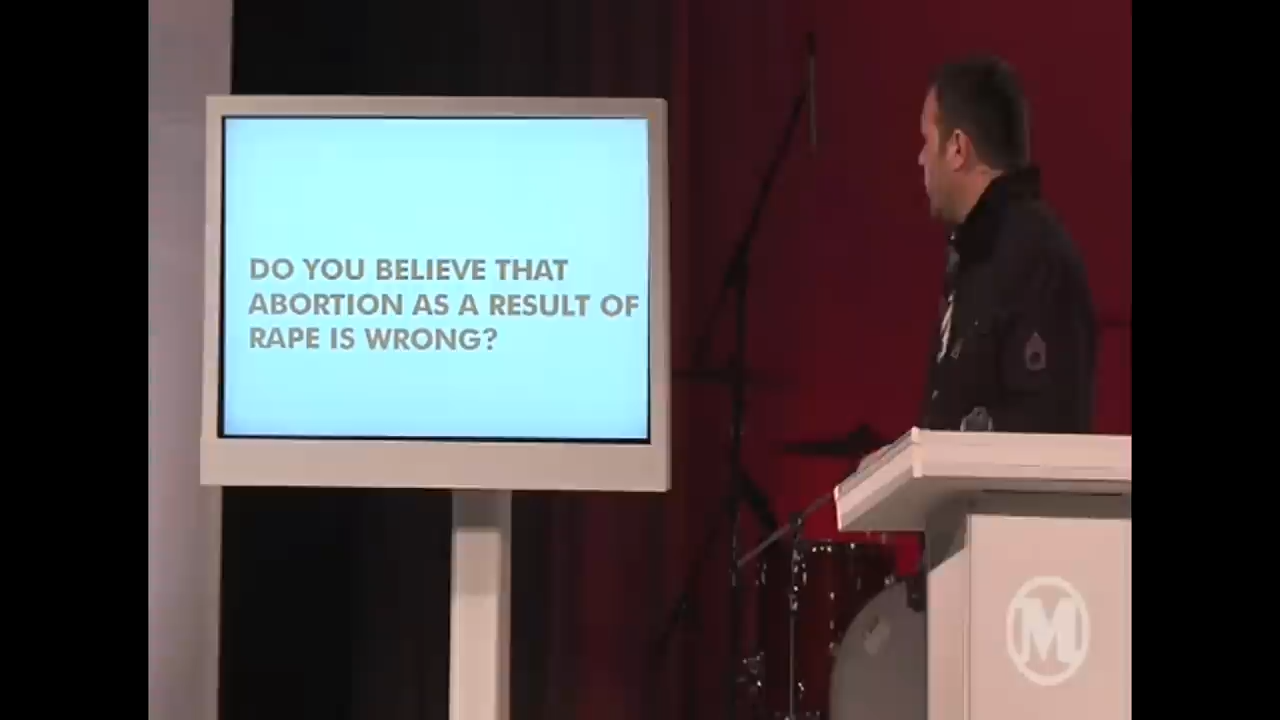 DO YOU BELIEVE THAT
ABORTION AS A RESULT OF
RAPE IS WRONG?
M